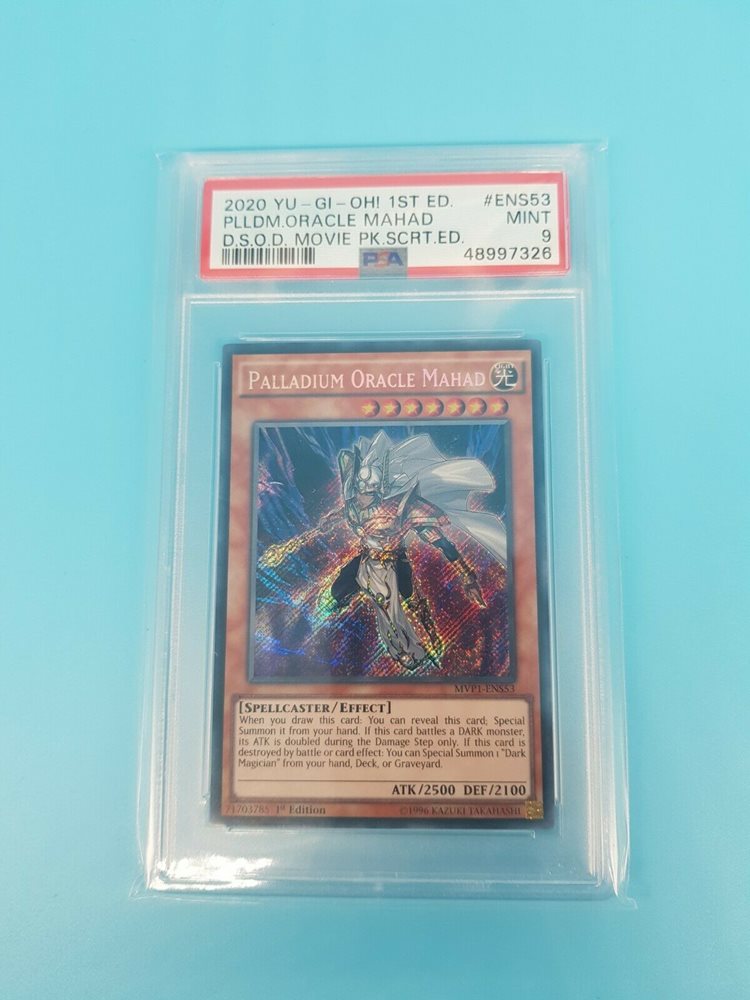 2020 YU-GI-OH! 1ST ED. #ENS53
PLLDM.ORACLE MAHAD MINT
D.S.O.D. MOVIE PK.SCRT.ED. 9
PSA 48997326
PALLADIUM ORACLE MAHAD
LIGHT
光
MVP1-ENS53
[SPELLCASTER/EFFECT]
When you draw this card: You can reveal this card; Special
Summon it from your hand. If this card battles a DARK monster,
its ATK is doubled during the Damage Step only. If this card is
destroyed by battle or card effect: You can Special Summon 1 "Dark
Magician" from your hand, Deck, or Graveyard.
ATK/2500 DEF/2100
71703785 1st Edition ©1996 KAZUKI TAKAHASHI